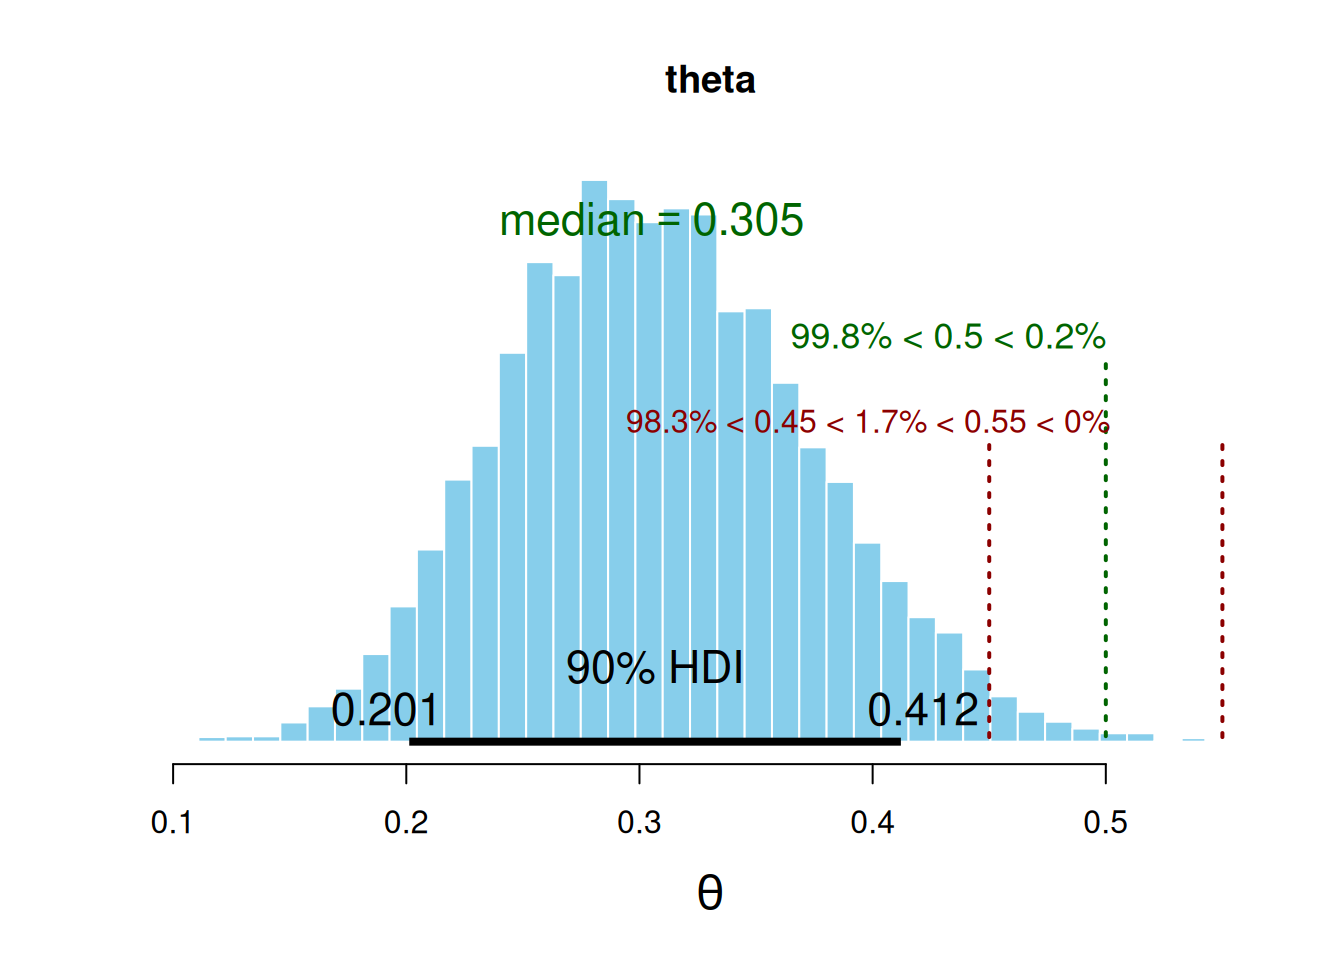 theta
median = 0.305
99.8% < 0.5 < 0.2%
98.3% < 0.45 < 1.7% < 0.55 < 0%
90% HDI
0.201 0.412
0.1 0.2 0.3 0.4 0.5
θ